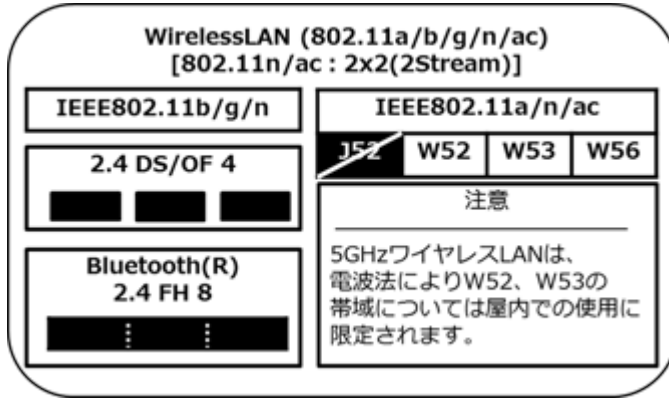 WirelessLAN (802.11a/b/g/n/ac)
[802.11n/ac : 2x2(2Stream)]
IEEE802.11b/g/n
2.4 DS/OF 4
Bluetooth(R)
2.4 FH 8
IEEE802.11a/n/ac
J52 W52 W53 W56
注意
5GHzワイヤレスLANは、
電波法によりW52、W53の
帯域については屋内での使用に
限定されます。